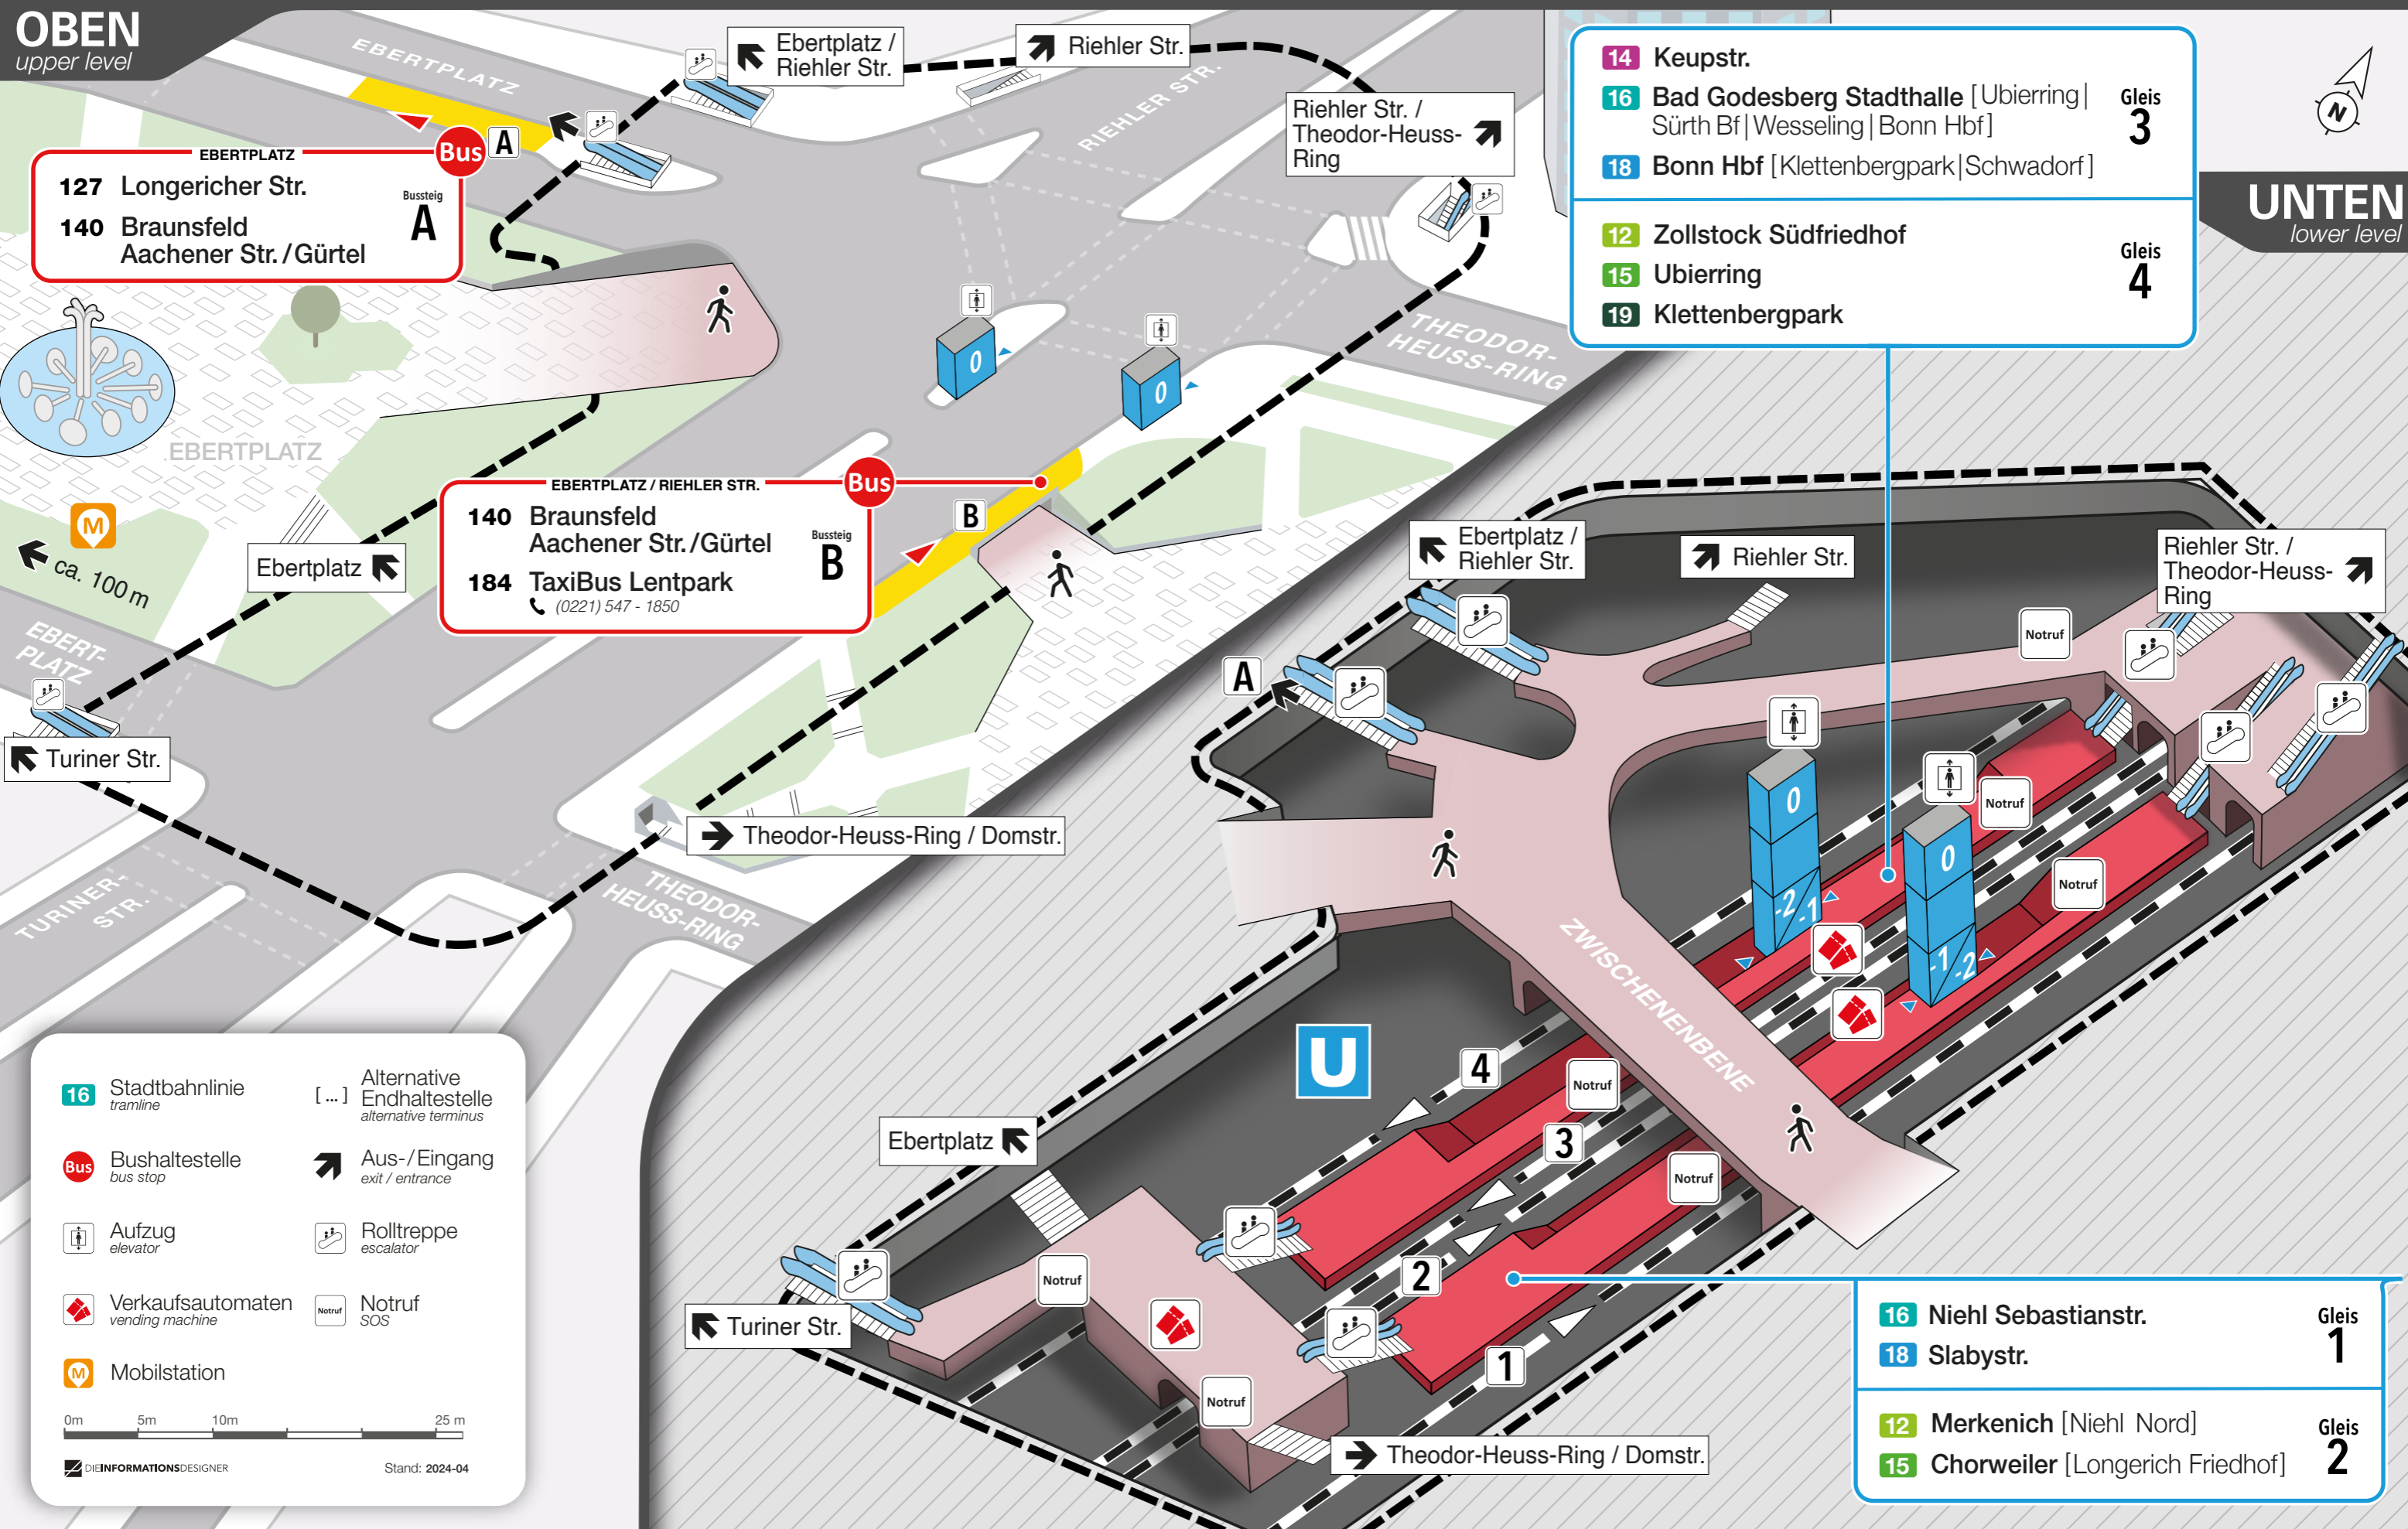 OBEN
upper level
EBERTPLATZ
Ebertplatz /
Riehler Str.
Riehler Str.
RIEHLER STR.
Riehler Str. /
Theodor-Heuss-
Ring
A
Bus
EBERTPLATZ
127 Longericher Str.
140 Braunsfeld
Aachener Str./Gürtel
Bussteig
A
14 Keupstr.
16 Bad Godesberg Stadthalle [Ubierring|
Sürth Bf|Wesseling|Bonn Hbf]
18 Bonn Hbf [Klettenbergpark|Schwadorf]
Gleis
3
12 Zollstock Südfriedhof
15 Ubierring
19 Klettenbergpark
Gleis
4
N
UNTEN
lower level
THEODOR-
HEUSS-RING
0
0
EBERTPLATZ
M
ca. 100 m
Ebertplatz
EBERTPLATZ / RIEHLER STR.
Bus
140 Braunsfeld
Aachener Str./Gürtel
184 TaxiBus Lentpark
(0221) 547 - 1850
Bussteig
B
B
EBERT-
PLATZ
Turiner Str.
Theodor-Heuss-Ring / Domstr.
TURINER-
STR.
THEODOR-
HEUSS-RING
Ebertplatz /
Riehler Str.
Riehler Str.
Riehler Str. /
Theodor-Heuss-
Ring
Notruf
A
0
-2
-1
0
-1
-2
Notruf
Notruf
ZWISCHENENBENE
U
4
Notruf
3
Notruf
2
1
Ebertplatz
Notruf
Turiner Str.
Notruf
Theodor-Heuss-Ring / Domstr.
16 Niehl Sebastianstr.
18 Slabystr.
Gleis
1
12 Merkenich [Niehl Nord]
15 Chorweiler [Longerich Friedhof]
Gleis
2
16 Stadtbahnlinie
tramline
[ ... ] Alternative
Endhaltestelle
alternative terminus
Bus Bushaltestelle
bus stop
Aus-/Eingang
exit / entrance
Aufzug
elevator
Rolltreppe
escalator
Verkaufsautomaten
vending machine
Notruf Notruf
SOS
M Mobilstation
0m 5m 10m 25 m
DIEINFORMATIONSDESIGNER
Stand: 2024-04